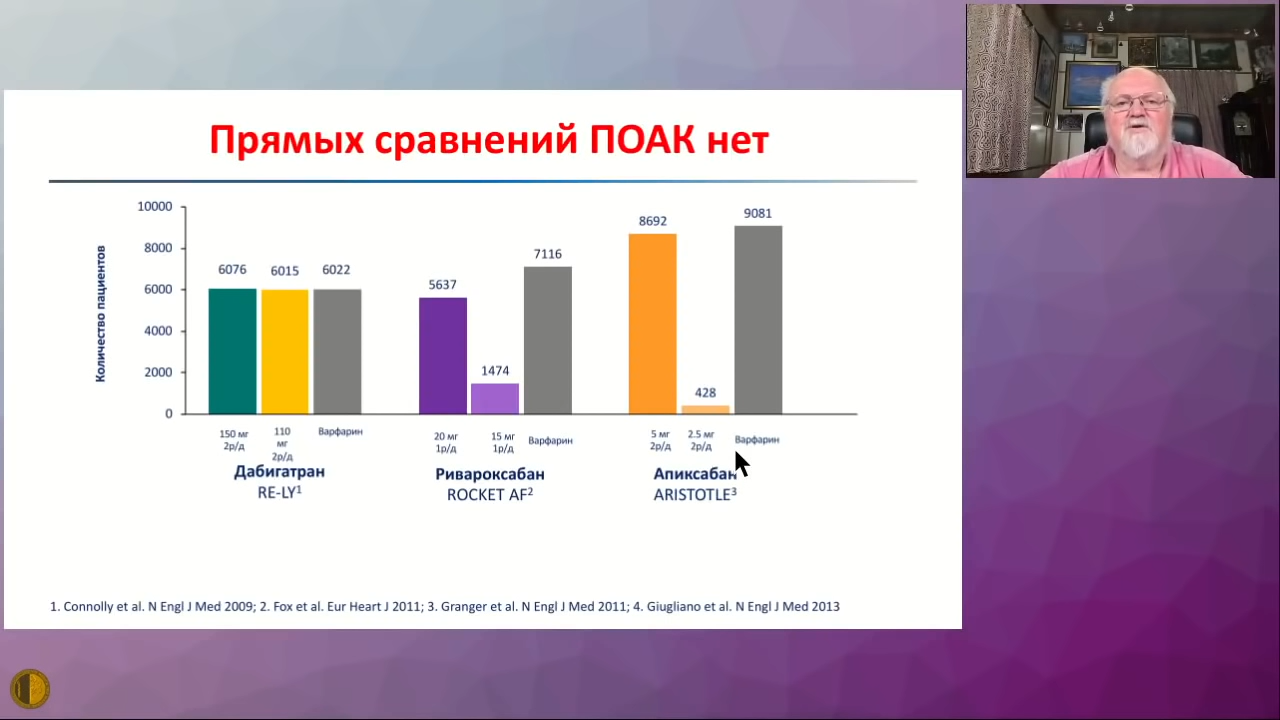 Прямых сравнений ПОАК нет
Количество пациентов
10000
8000
6000
4000
2000
0
6076
6015
6022
5637
1474
7116
8692
428
9081
150 мг
2р/д
110
мг
2р/д
Варфарин
Дабигатран
RE-LY¹
20 мг
1р/д
15 мг
1р/д
Варфарин
Ривароксабан
ROCKET AF²
5 мг
2р/д
2.5 мг
2р/д
Варфарин
Апиксабан
ARISTOTLE³
1. Connolly et al. N Engl J Med 2009; 2. Fox et al. Eur Heart J 2011; 3. Granger et al. N Engl J Med 2011; 4. Giugliano et al. N Engl J Med 2013